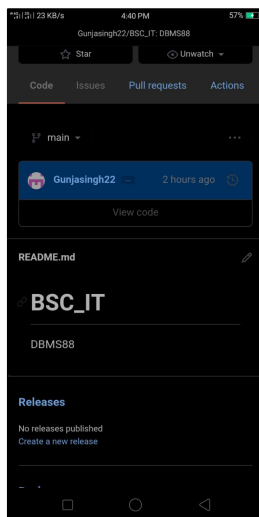 23 KB/s 4:40 PM 57%
Gunjasingh22/BSC_IT: DBMS88
Star Unwatch
Code Issues Pull requests Actions
main
Gunjasingh22 2 hours ago
View code
README.md
BSC_IT
DBMS88
Releases
No releases published
Create a new release